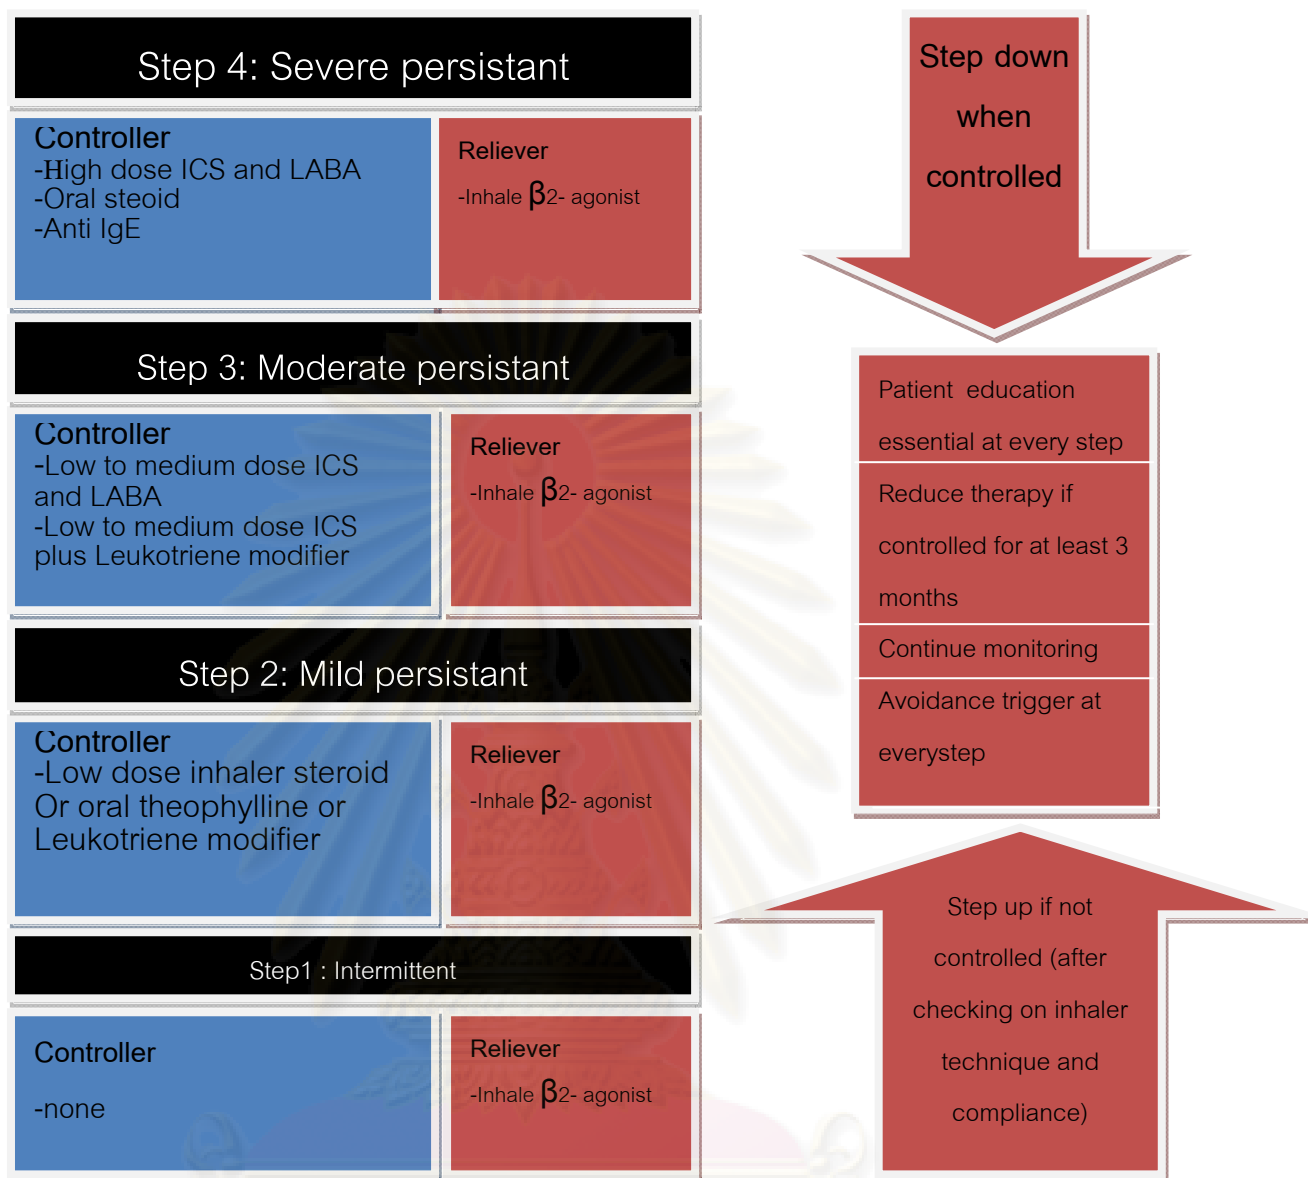 Step 4: Severe persistant
Controller
-High dose ICS and LABA
-Oral steoid
-Anti IgE
Reliever
-Inhale β2- agonist
Step 3: Moderate persistant
Controller
-Low to medium dose ICS
and LABA
-Low to medium dose ICS
plus Leukotriene modifier
Reliever
-Inhale β2- agonist
Step 2: Mild persistant
Controller
-Low dose inhaler steroid
Or oral theophylline or
Leukotriene modifier
Reliever
-Inhale β2- agonist
Step1 : Intermittent
Controller
-none
Reliever
-Inhale β2- agonist
Step down
when
controlled
Patient education
essential at every step
Reduce therapy if
controlled for at least 3
months
Continue monitoring
Avoidance trigger at
everystep
Step up if not
controlled (after
checking on inhaler
technique and
compliance)